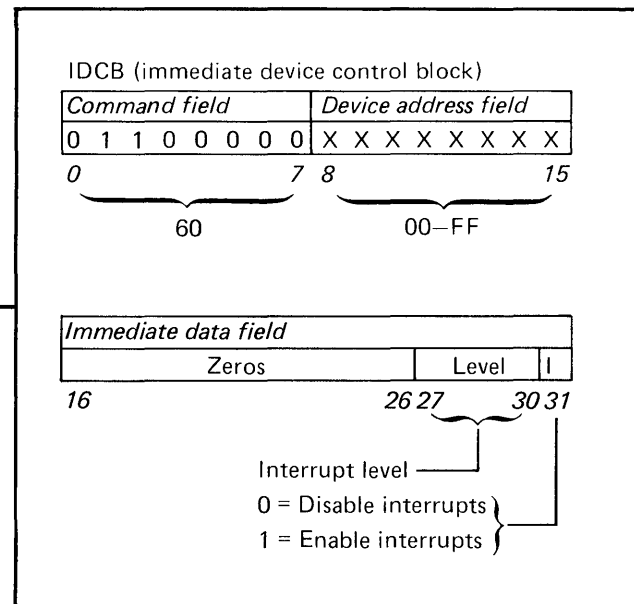 IDCB (immediate device control block)
Command field Device address field
0 1 1 0 0 0 0 0 X X X X X X X X
0 7 8 15
60 00–FF
Immediate data field
Zeros Level I
16 26 27 30 31
Interrupt level
0 = Disable interrupts
1 = Enable interrupts